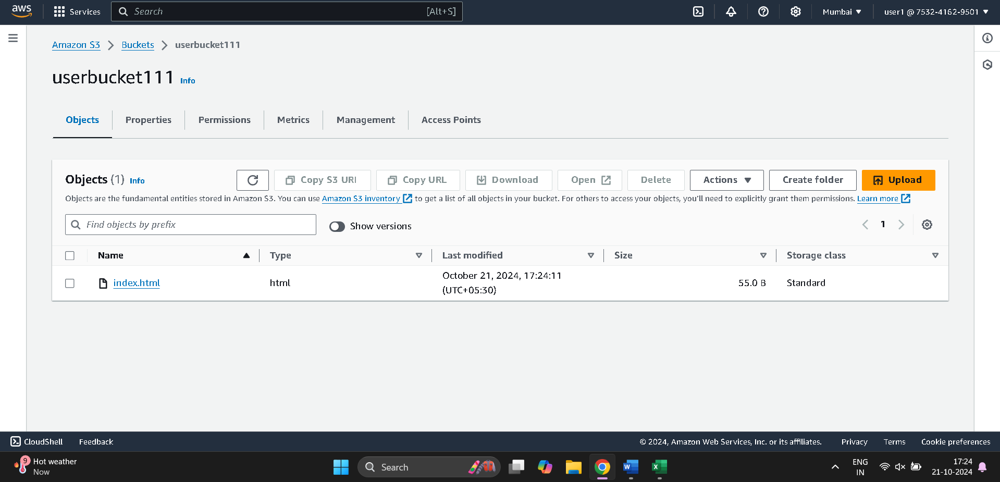 aws Services Search [Alt+S] Mumbai ▼ user1 @ 7532-4162-9501 ▼
Amazon S3 > Buckets > userbucket111
userbucket111 Info
Objects Properties Permissions Metrics Management Access Points
Objects (1) Info Copy S3 URI Copy URL Download Open Delete Actions ▼ Create folder Upload
Objects are the fundamental entities stored in Amazon S3. You can use Amazon S3 inventory to get a list of all objects in your bucket. For others to access your objects, you'll need to explicitly grant them permissions. Learn more
Find objects by prefix Show versions 1
Name Type Last modified Size Storage class
index.html html October 21, 2024, 17:24:11 (UTC+05:30) 55.0 B Standard
CloudShell Feedback © 2024, Amazon Web Services, Inc. or its affiliates. Privacy Terms Cookie preferences
9 Hot weather Search ENG 17:24
Now IN 21-10-2024